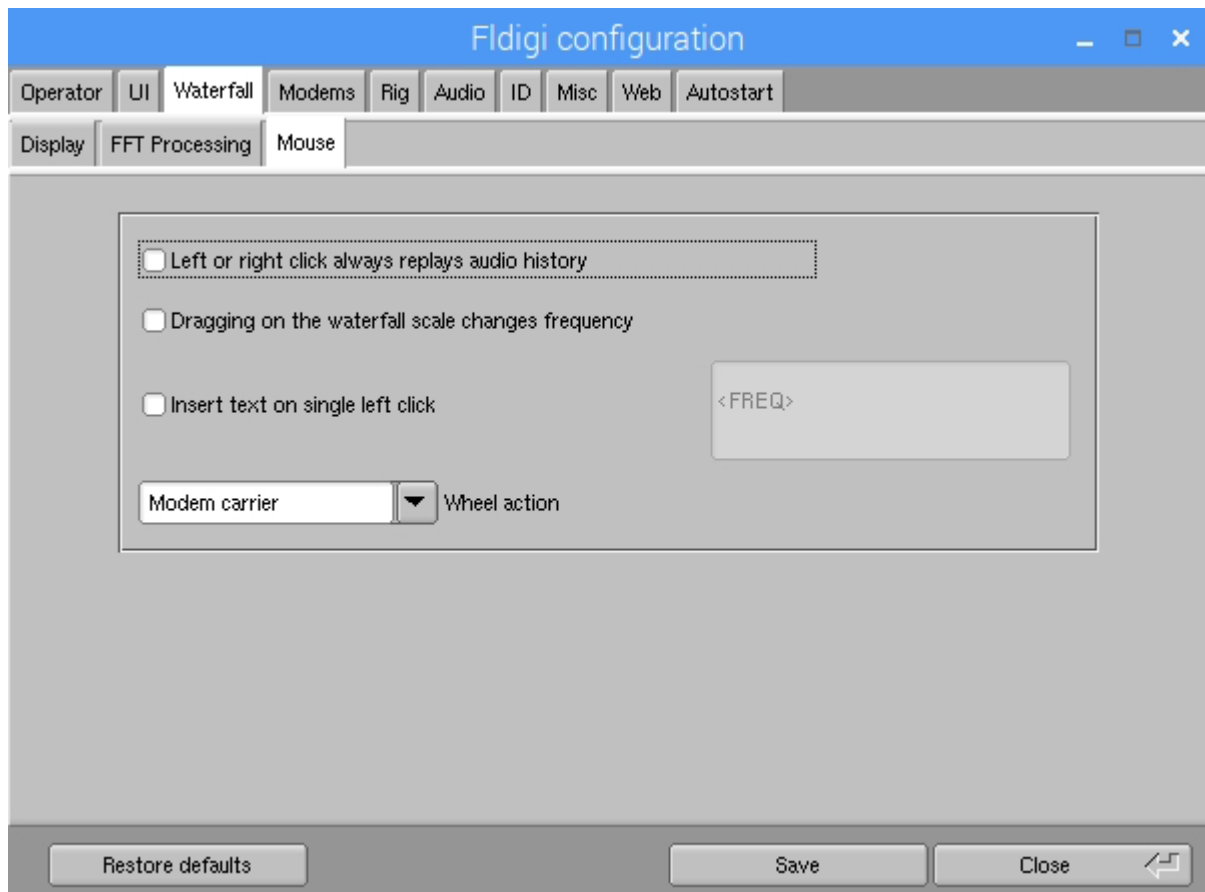 Fldigi configuration
Operator UI Waterfall Modems Rig Audio ID Misc Web Autostart
Display FFT Processing Mouse
Left or right click always replays audio history
Dragging on the waterfall scale changes frequency
Insert text on single left click <FREQ>
Modem carrier Wheel action
Restore defaults Save Close